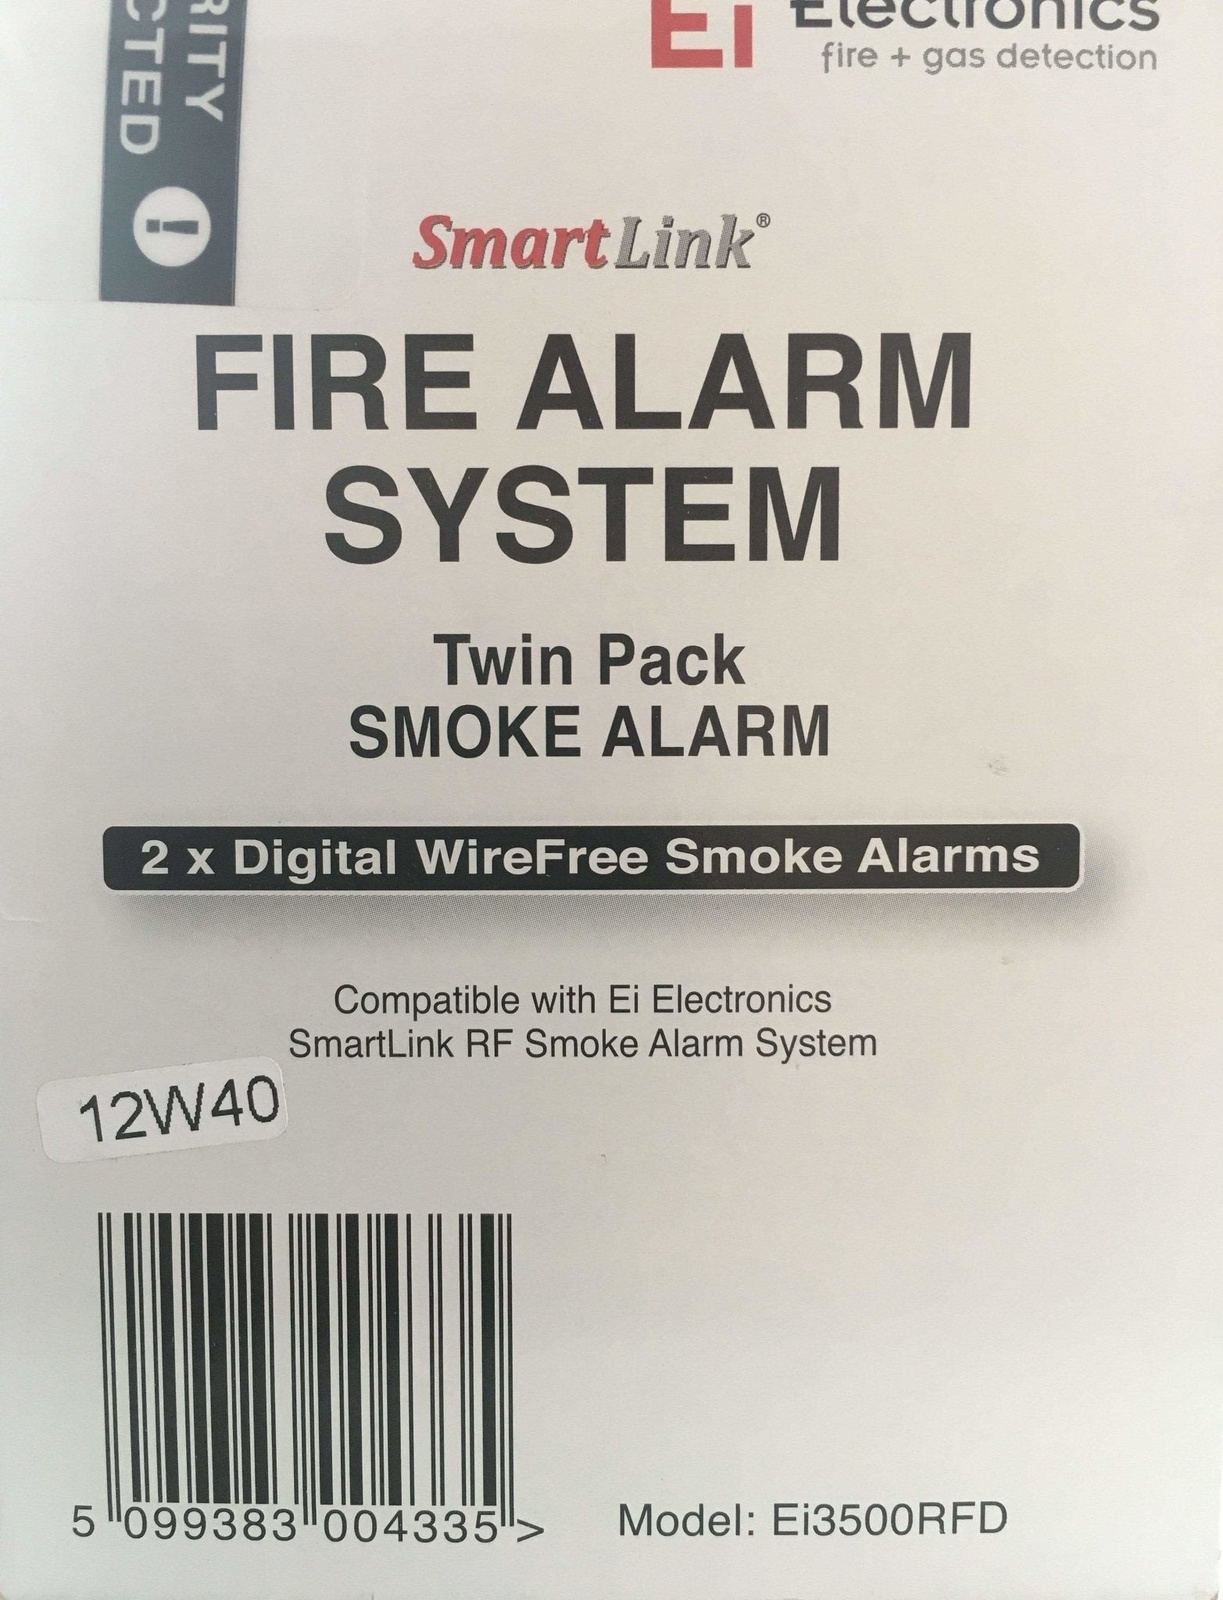 Ei Electronics
fire + gas detection
RITY
CTED
!
SmartLink®
FIRE ALARM
SYSTEM
Twin Pack
SMOKE ALARM
2 x Digital WireFree Smoke Alarms
Compatible with Ei Electronics
SmartLink RF Smoke Alarm System
12W40
5 099383 004335 >
Model: Ei3500RFD